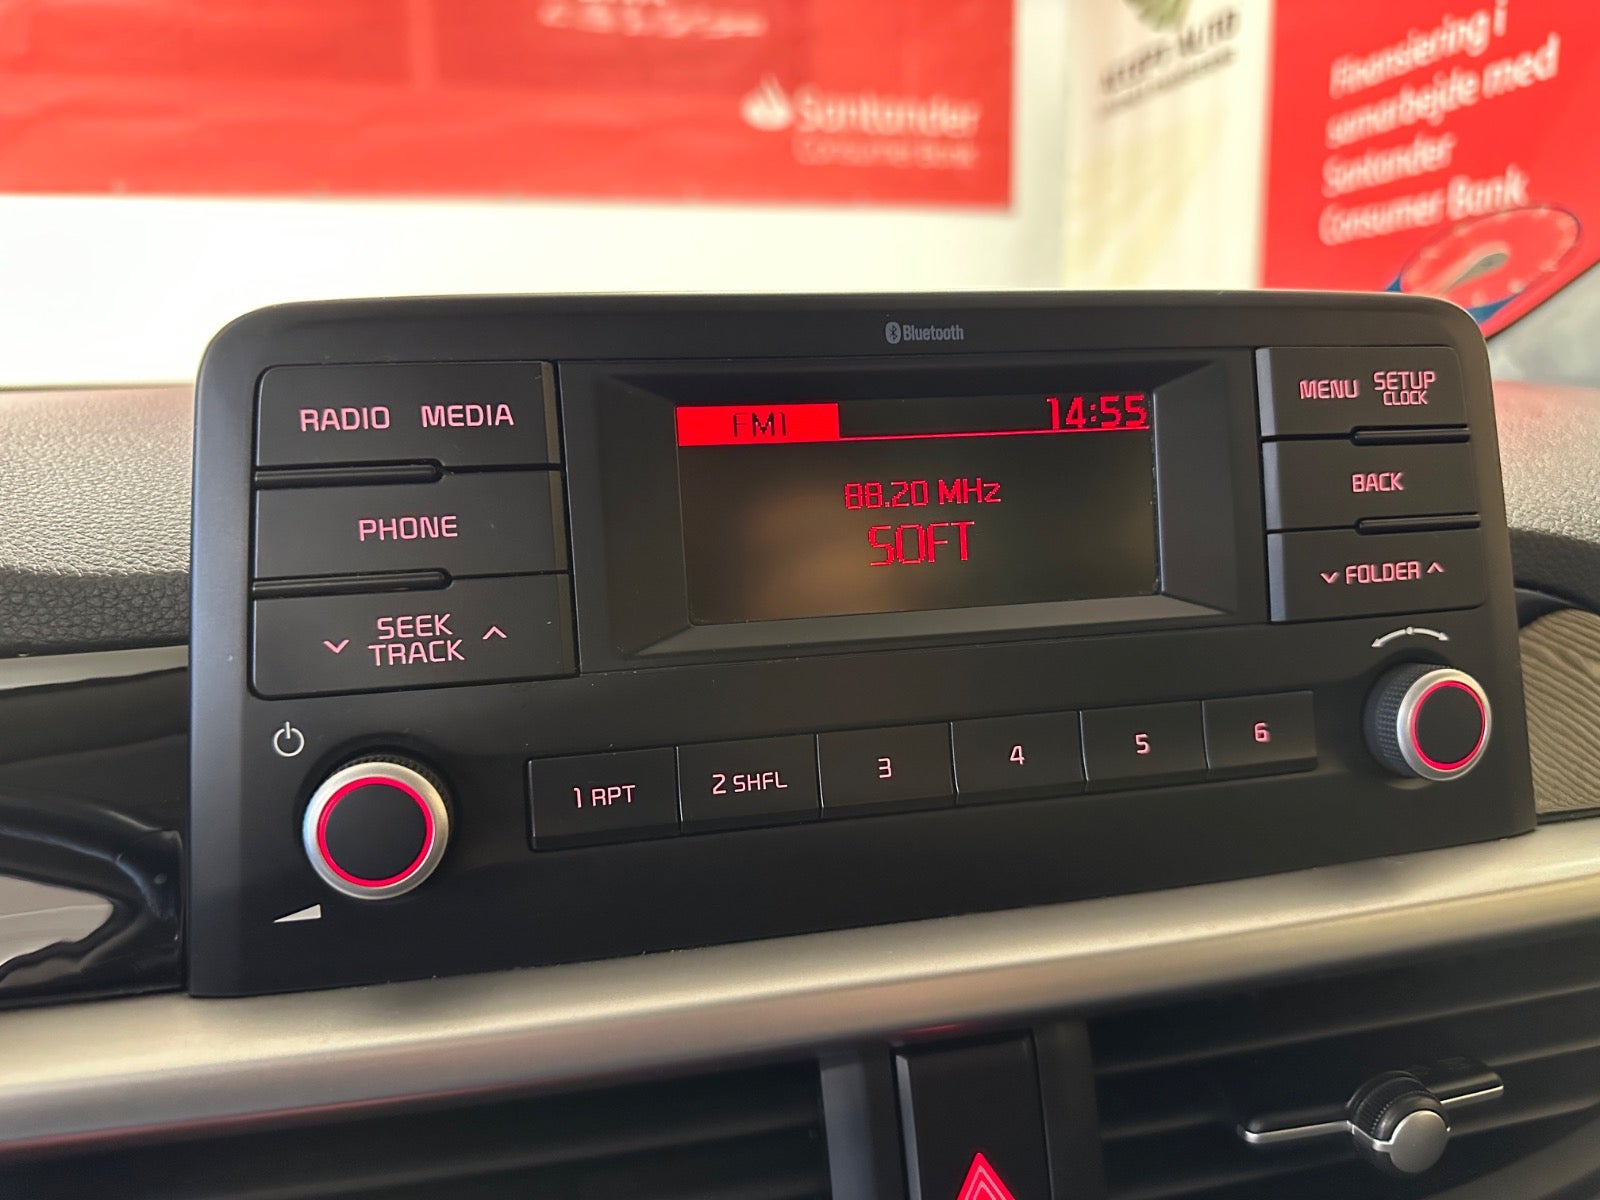 Santander
Consumer Bank
Finansiering i
samarbejde med
Santander
Consumer Bank
Bluetooth
RADIO MEDIA
FM1
14:55
MENU
SETUP
CLOCK
PHONE
88.20 MHz
SOFT
BACK
SEEK
TRACK
FOLDER
1 RPT
2 SHFL
3
4
5
6